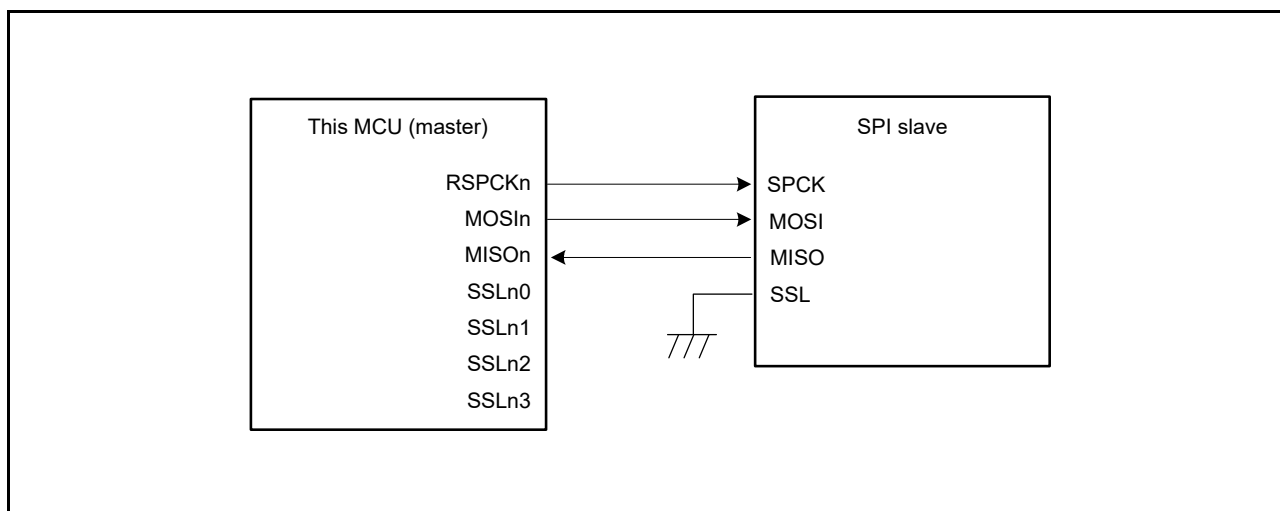 This MCU (master)
RSPCKn
MOSIn
MISOn
SSLn0
SSLn1
SSLn2
SSLn3
SPI slave
SPCK
MOSI
MISO
SSL